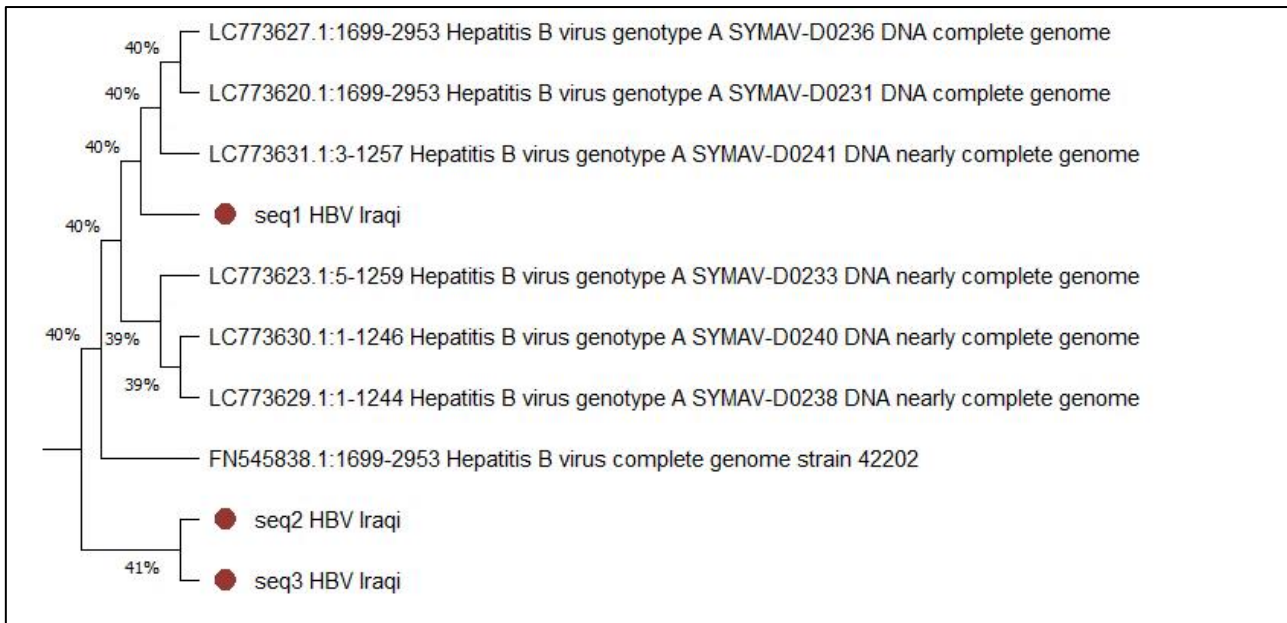 LC773627.1:1699-2953 Hepatitis B virus genotype A SYMAV-D0236 DNA complete genome
40%
40%
LC773620.1:1699-2953 Hepatitis B virus genotype A SYMAV-D0231 DNA complete genome
40%
LC773631.1:3-1257 Hepatitis B virus genotype A SYMAV-D0241 DNA nearly complete genome
40%
seq1 HBV Iraqi
LC773623.1:5-1259 Hepatitis B virus genotype A SYMAV-D0233 DNA nearly complete genome
40%
39%
LC773630.1:1-1246 Hepatitis B virus genotype A SYMAV-D0240 DNA nearly complete genome
39%
LC773629.1:1-1244 Hepatitis B virus genotype A SYMAV-D0238 DNA nearly complete genome
FN545838.1:1699-2953 Hepatitis B virus complete genome strain 42202
seq2 HBV Iraqi
41%
seq3 HBV Iraqi